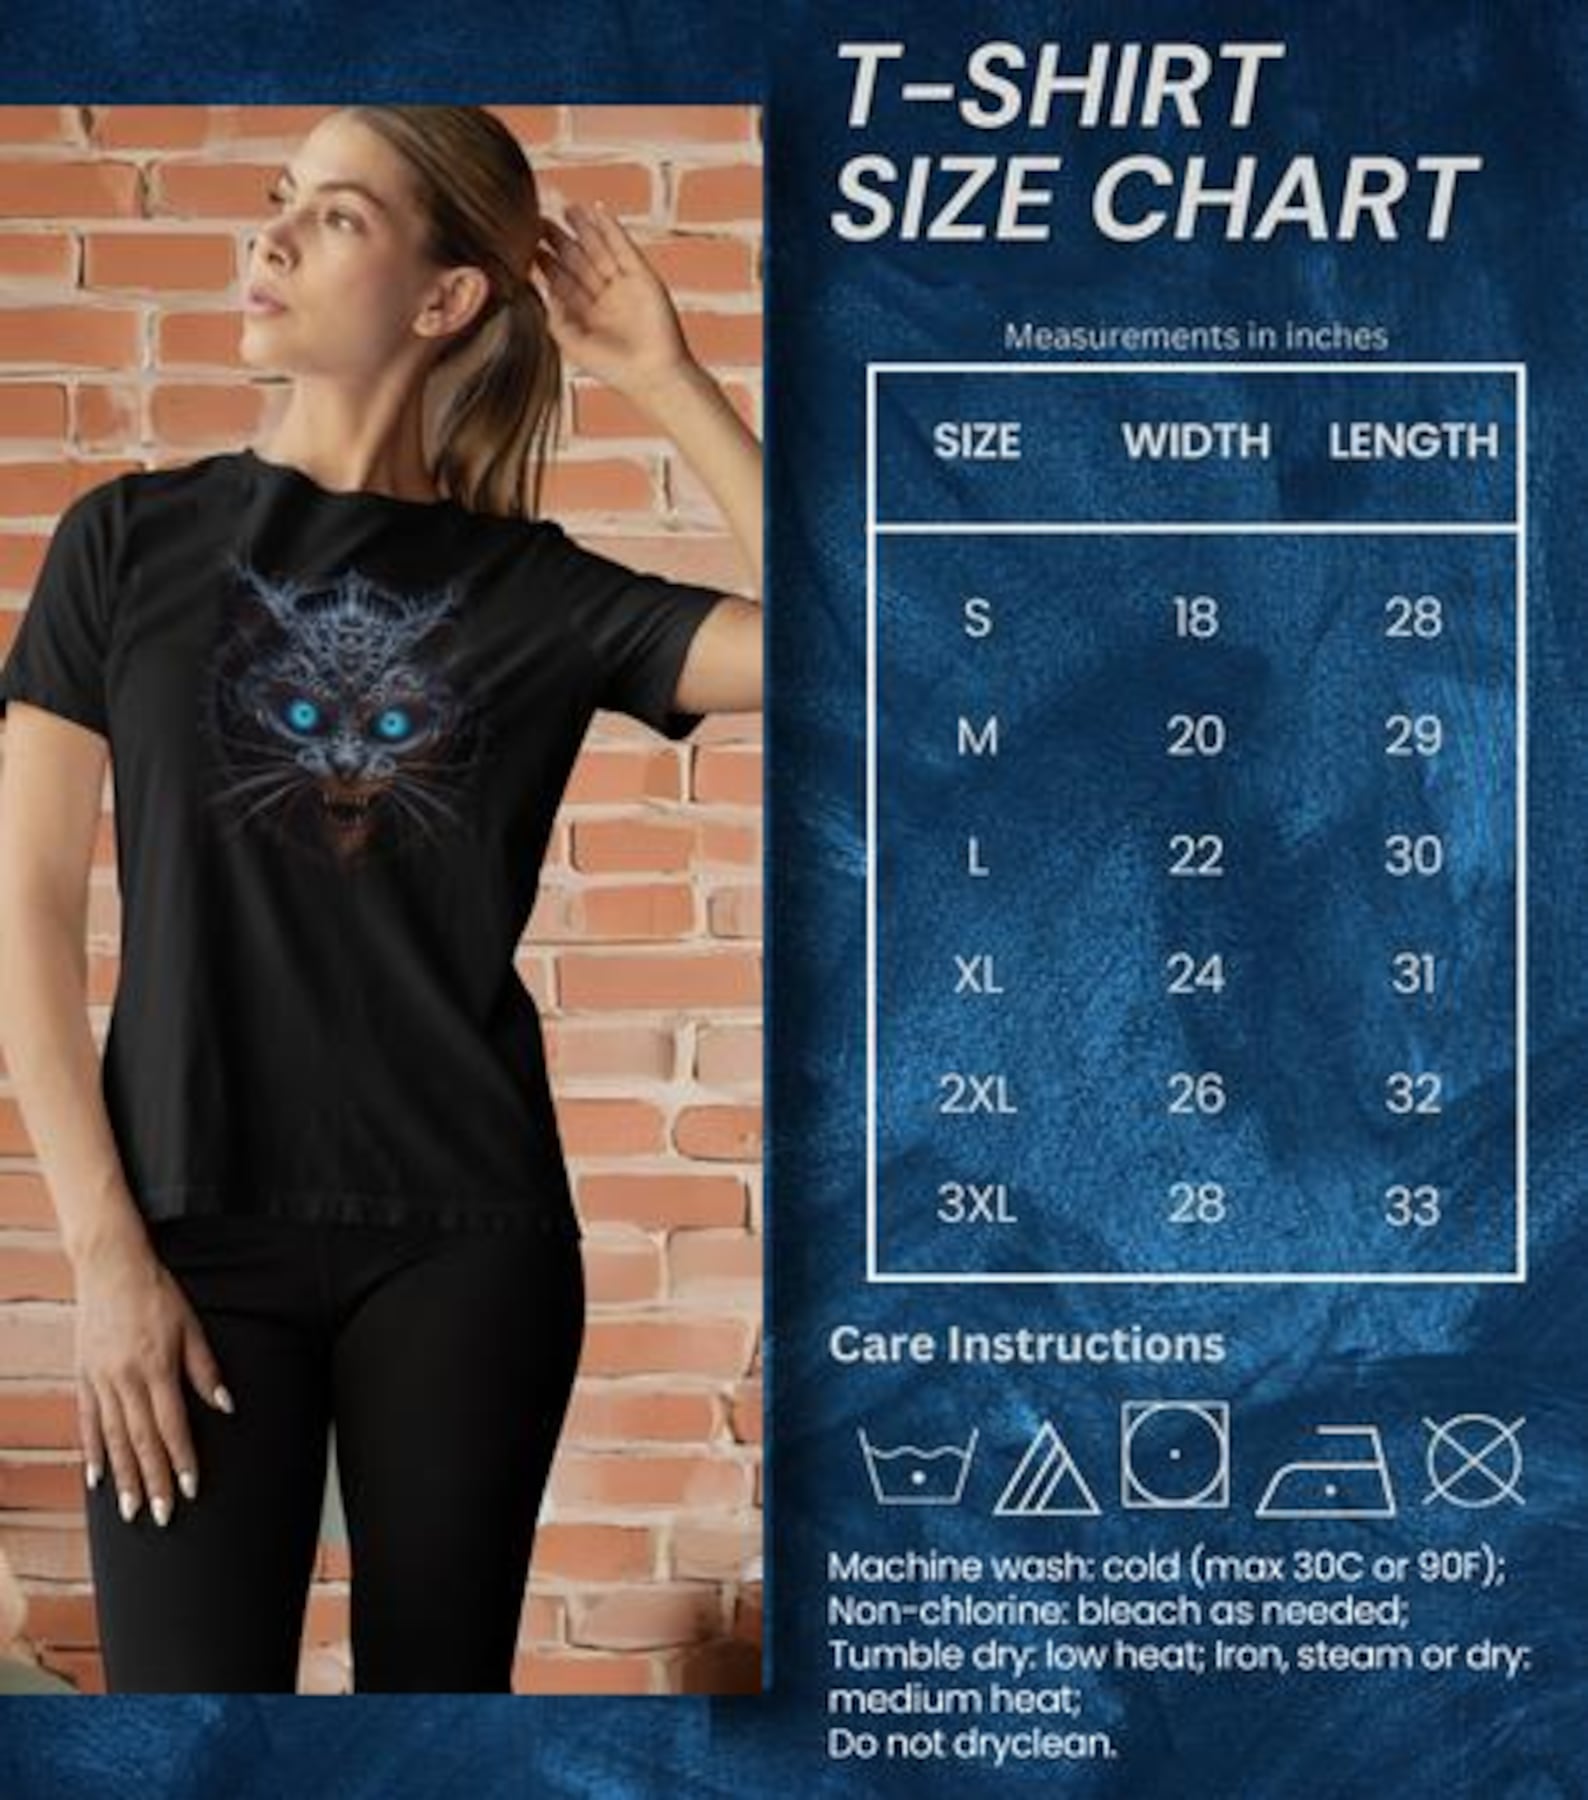 T-SHIRT
SIZE CHART
Measurements in inches
SIZE WIDTH LENGTH
S 18 28
M 20 29
L 22 30
XL 24 31
2XL 26 32
3XL 28 33
Care Instructions
Machine wash: cold (max 30C or 90F);
Non-chlorine: bleach as needed;
Tumble dry: low heat; Iron, steam or dry:
medium heat;
Do not dryclean.